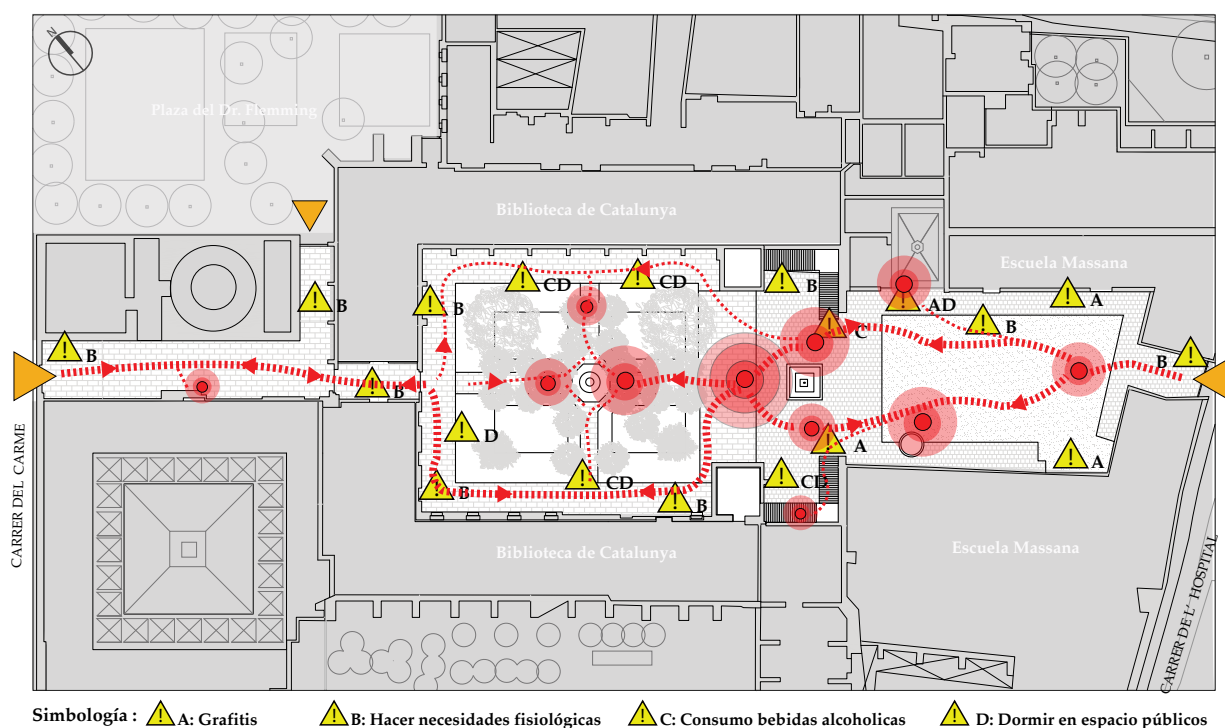 N
Plaza del Dr. Flemming
Biblioteca de Catalunya
Escuela Massana
CD
CD
B
A
B
B
AD
B
C
B
B
B
CARRER DEL CARME
D
A
A
B
CD
B
CD
Biblioteca de Catalunya
Escuela Massana
CARRER DE L' HOSPITAL
Simbología :
A: Grafitis
B: Hacer necesidades fisiológicas
C: Consumo bebidas alcoholicas
D: Dormir en espacio públicos